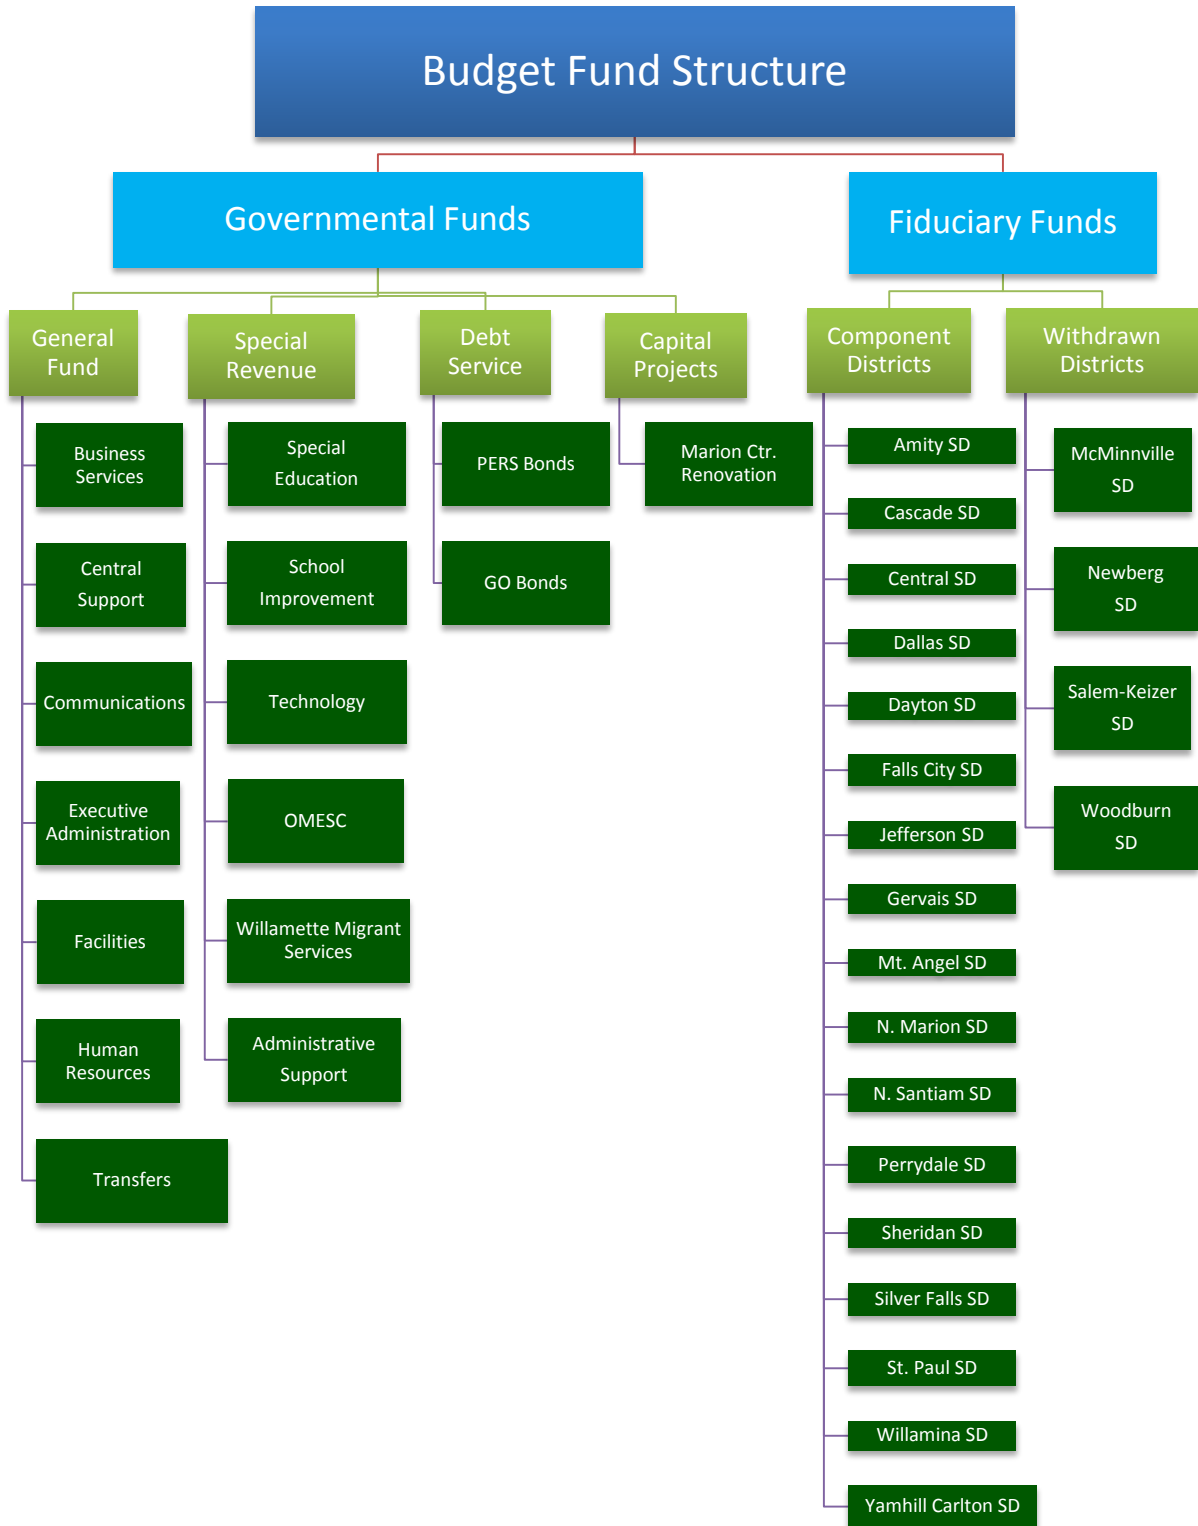 Budget Fund Structure
Governmental Funds
Fiduciary Funds
General
Fund
Special
Revenue
Debt
Service
Capital
Projects
Component
Districts
Withdrawn
Districts
Business
Services
Central
Support
Communications
Executive
Administration
Facilities
Human
Resources
Transfers
Special
Education
School
Improvement
Technology
OMESC
Willamette Migrant
Services
Administrative
Support
PERS Bonds
GO Bonds
Marion Ctr.
Renovation
Amity SD
Cascade SD
Central SD
Dallas SD
Dayton SD
Falls City SD
Jefferson SD
Gervais SD
Mt. Angel SD
N. Marion SD
N. Santiam SD
Perrydale SD
Sheridan SD
Silver Falls SD
St. Paul SD
Willamina SD
Yamhill Carlton SD
McMinnville
SD
Newberg
SD
Salem-Keizer
SD
Woodburn
SD